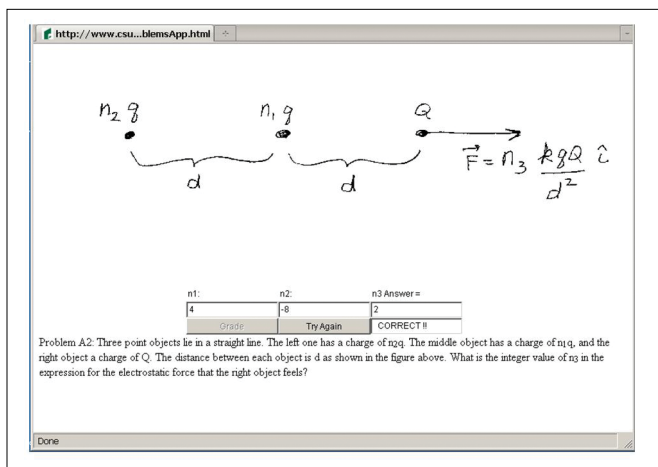 http://www.csu...blemsApp.html
n₂ q n₁ q Q
d d
F⃗ = n₃ kqQ/d² î
n1: n2: n3 Answer =
4 -8 2
Grade Try Again CORRECT !!
Problem A2: Three point objects lie in a straight line. The left one has a charge of n₂q. The middle object has a charge of n₁q, and the
right object a charge of Q. The distance between each object is d as shown in the figure above. What is the integer value of n₃ in the
expression for the electrostatic force that the right object feels?
Done